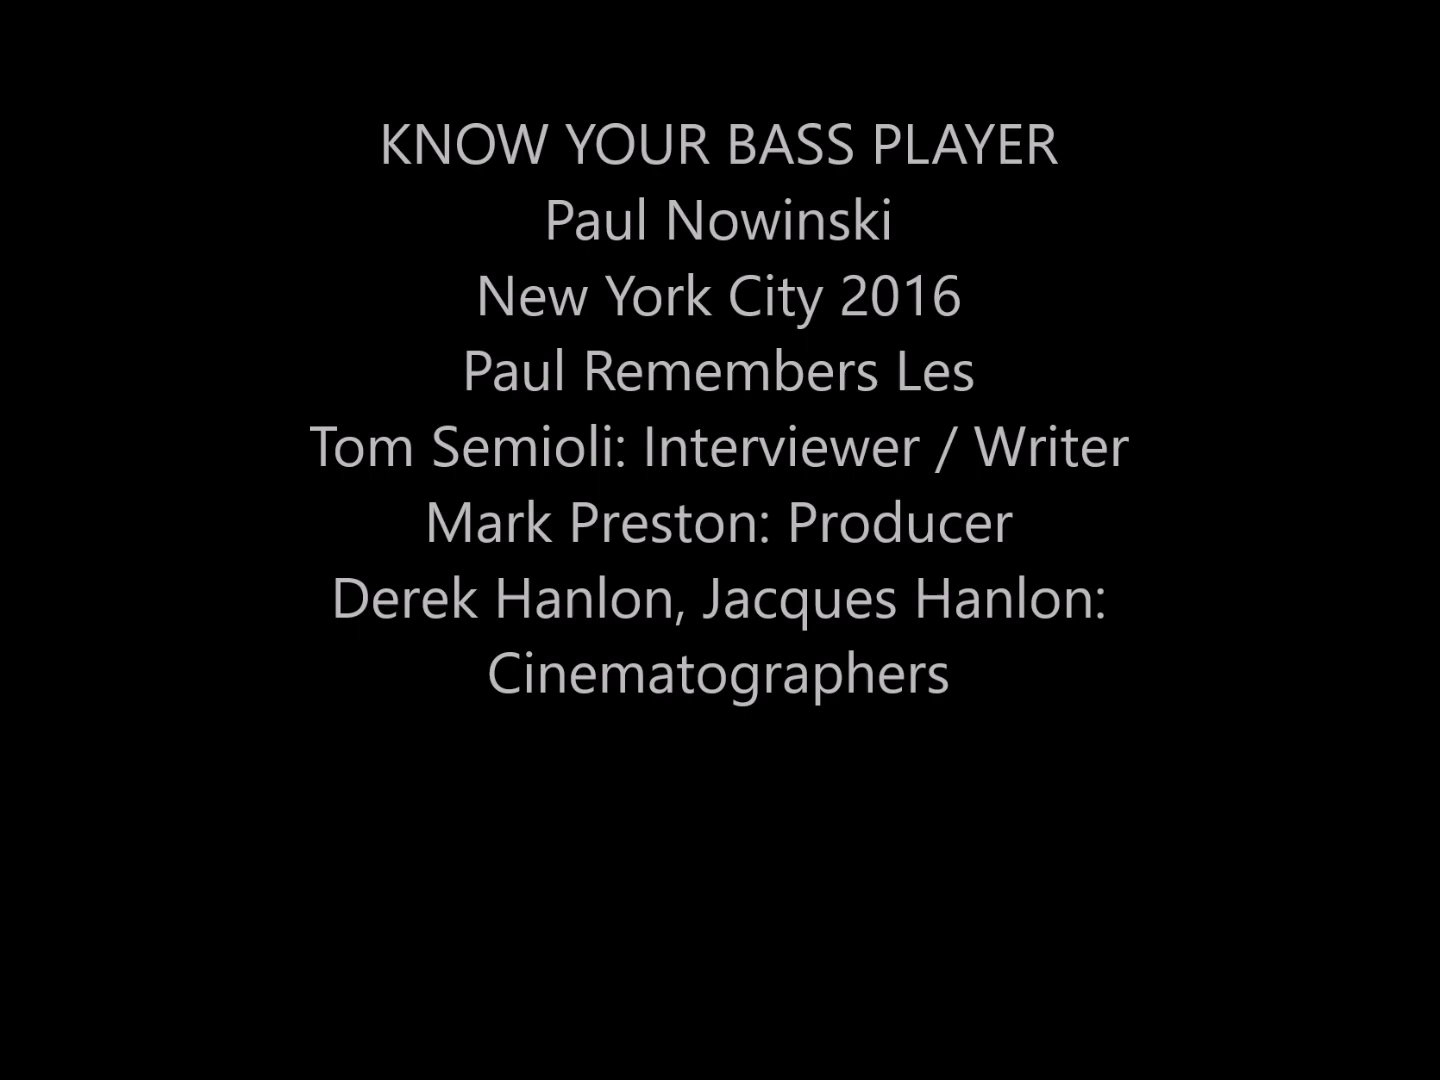 KNOW YOUR BASS PLAYER
Paul Nowinski
New York City 2016
Paul Remembers Les
Tom Semioli: Interviewer / Writer
Mark Preston: Producer
Derek Hanlon, Jacques Hanlon:
Cinematographers